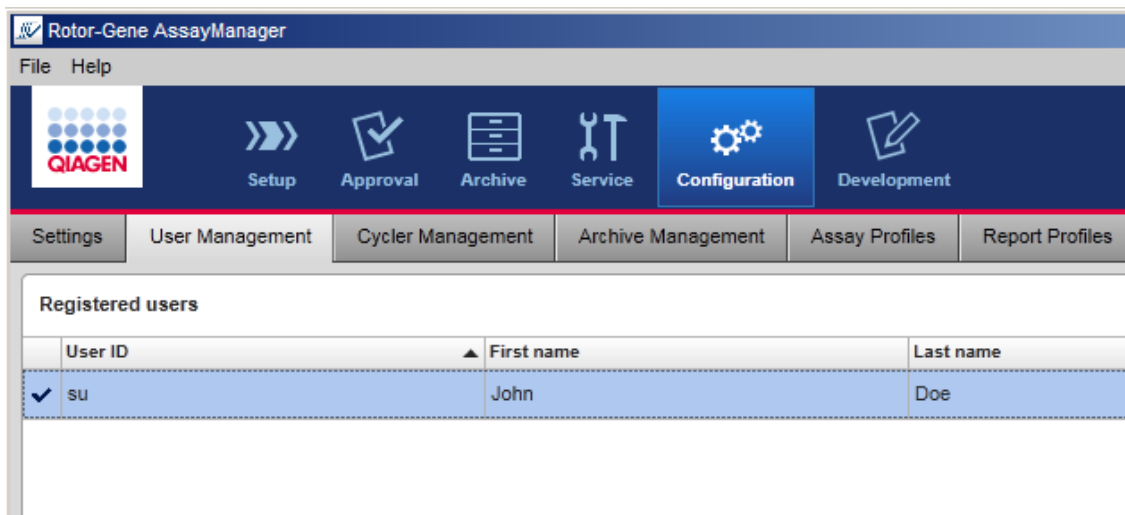 Rotor-Gene AssayManager
File Help
QIAGEN
Setup Approval Archive Service Configuration Development
Settings User Management Cycler Management Archive Management Assay Profiles Report Profiles
Registered users
User ID First name Last name
su John Doe